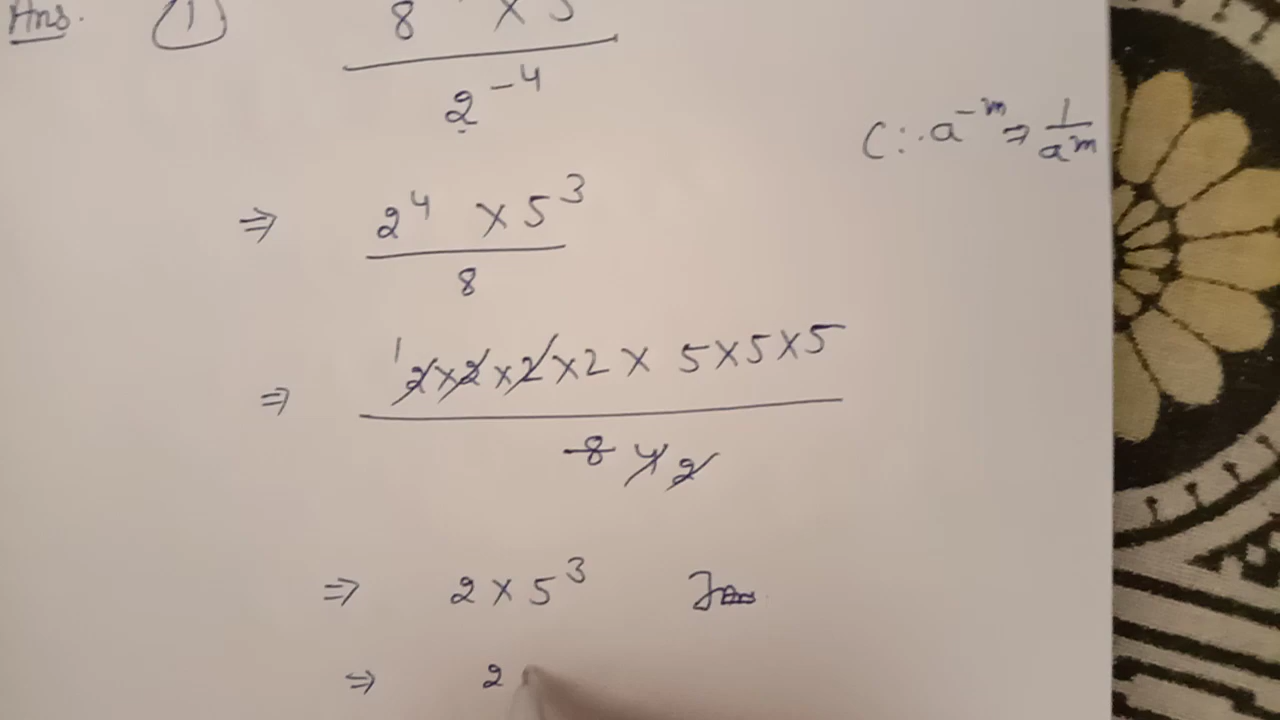 Ans. (1) 8 × 5
2⁻⁴
(∵ a⁻ᵐ ⇒ 1/aᵐ
⇒ 2⁴ × 5³
8
⇒ 1 2×2×2×2× 5×5×5
8 4 2
⇒ 2 × 5³
⇒ 2